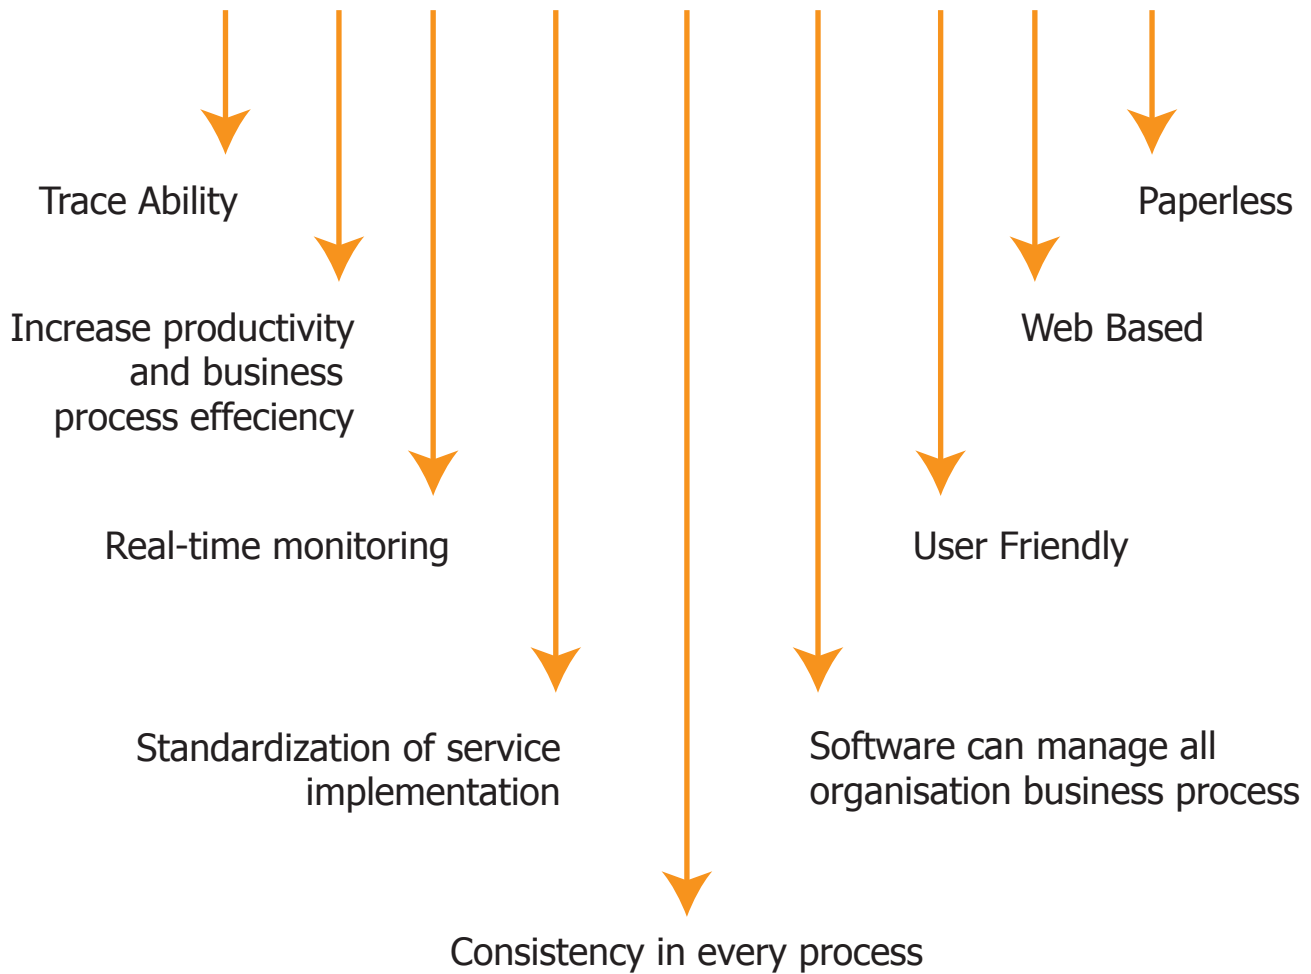 Trace Ability
Paperless
Increase productivity
and business
process effeciency
Web Based
Real-time monitoring
User Friendly
Standardization of service
implementation
Software can manage all
organisation business process
Consistency in every process